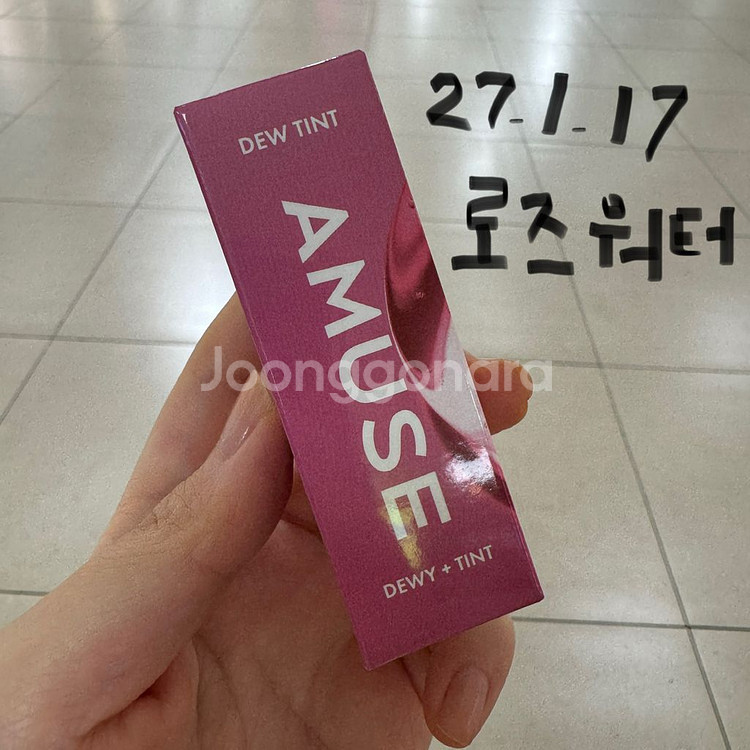 27.1.17
로즈워터
DEW TINT
AMUSE
DEWY + TINT
Joonggonara